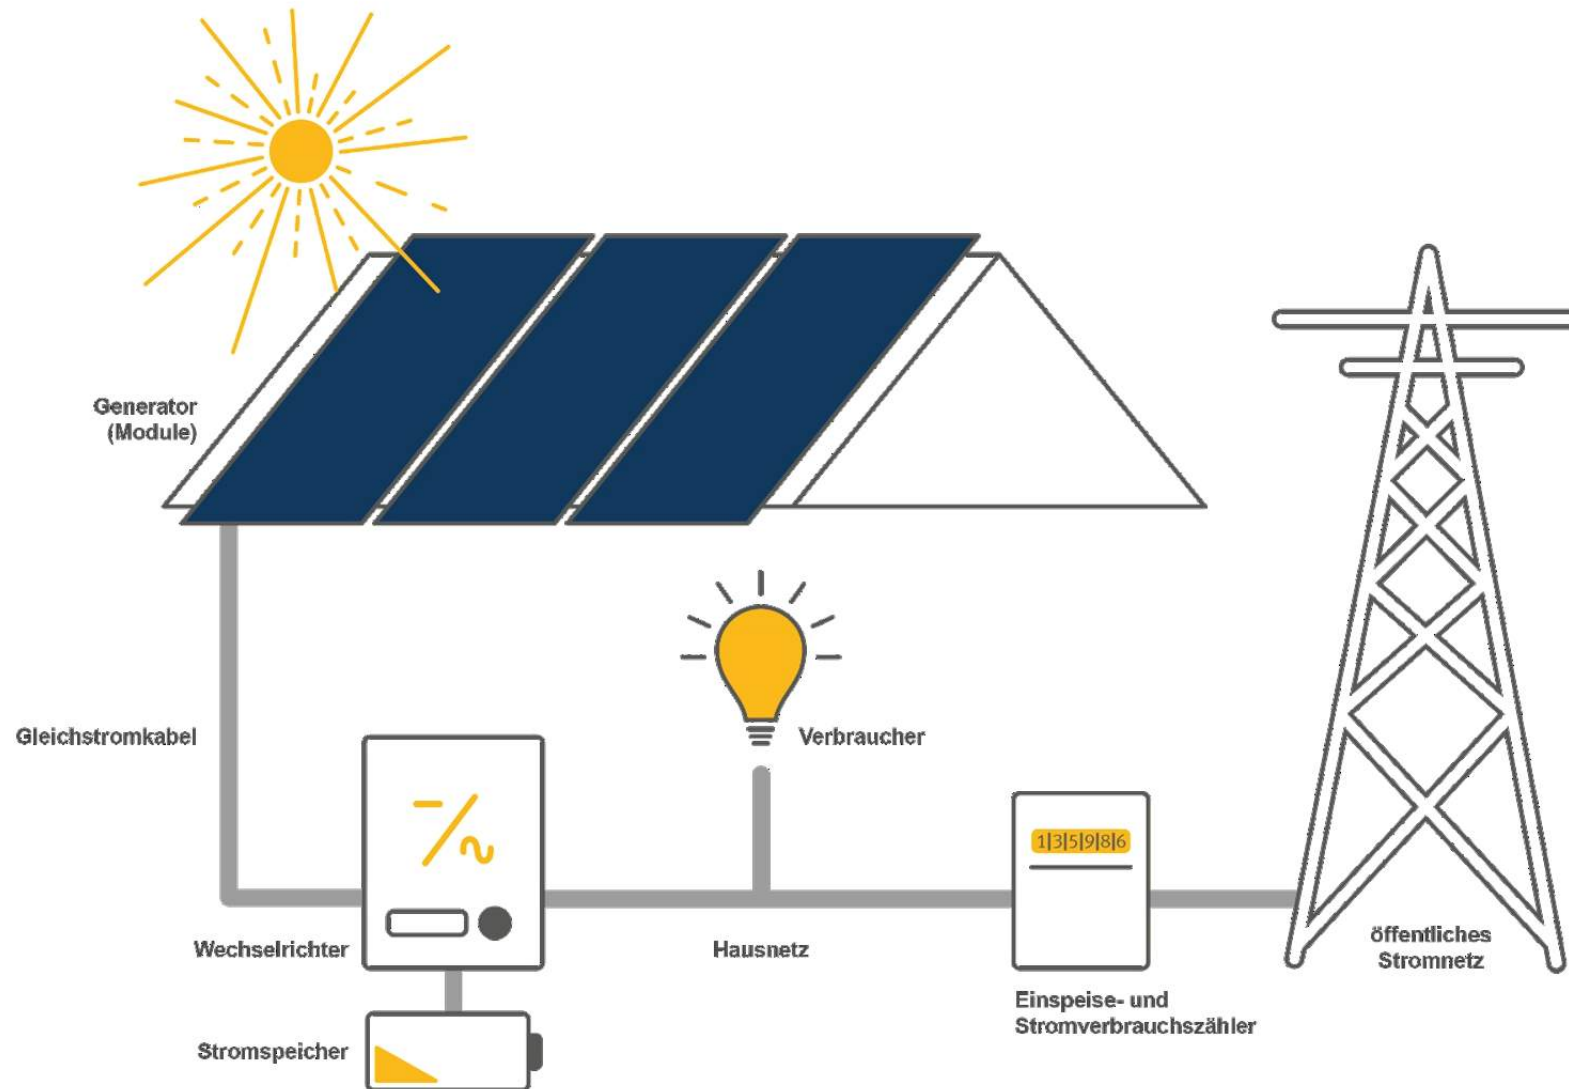 Generator
(Module)
Gleichstromkabel
Verbraucher
1|3|5|9|8|6
Wechselrichter
Hausnetz
öffentliches
Stromnetz
Einspeise- und
Stromverbrauchszähler
Stromspeicher